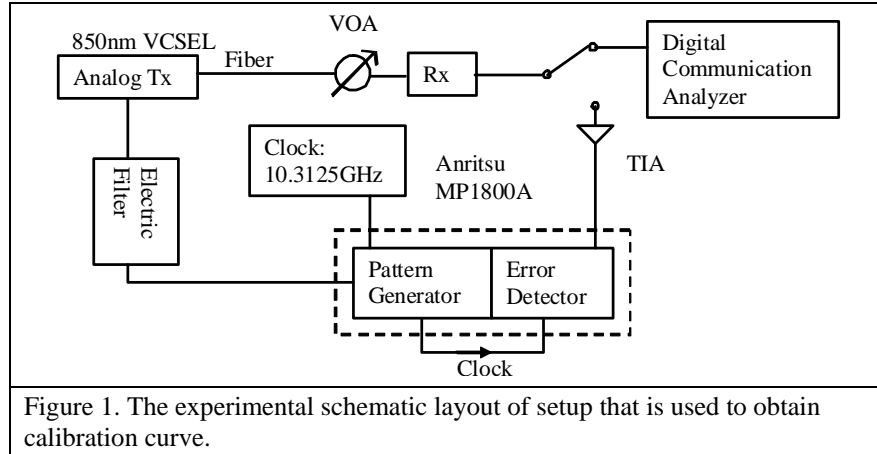 VOA
850nm VCSEL
Analog Tx
Fiber
Rx
Digital
Communication
Analyzer
Clock:
10.3125GHz
Anritsu
MP1800A
TIA
Electric
Filter
Pattern
Generator
Error
Detector
Clock
Figure 1. The experimental schematic layout of setup that is used to obtain
calibration curve.